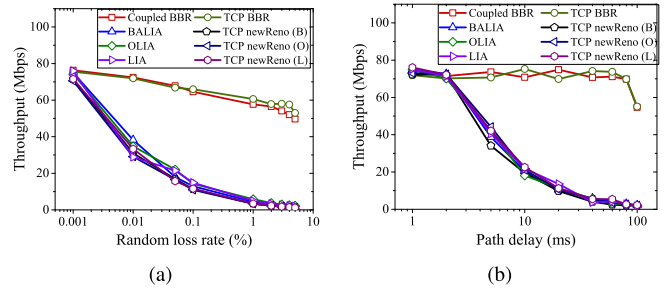 Throughput (Mbps)
100
80
60
40
20
0
Coupled BBR
BALIA
OLIA
LIA
TCP BBR
TCP newReno (B)
TCP newReno (O)
TCP newReno (L)
0.001
0.01
0.1
1
10
Random loss rate (%)
(a)
Throughput (Mbps)
100
80
60
40
20
0
Coupled BBR
BALIA
OLIA
LIA
TCP BBR
TCP newReno (B)
TCP newReno (O)
TCP newReno (L)
1
10
100
Path delay (ms)
(b)